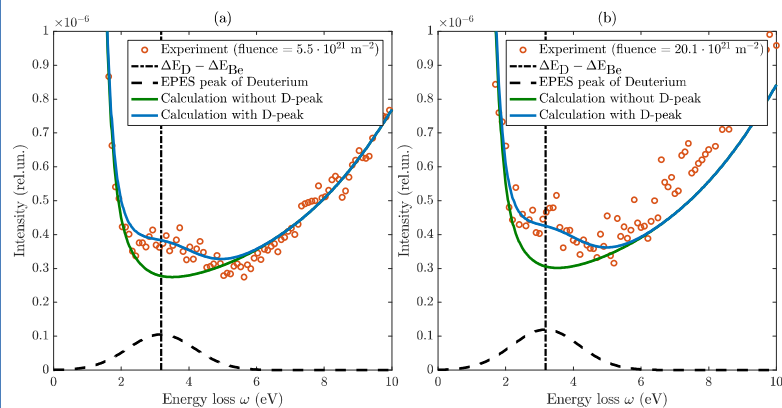 (a)
×10⁻⁶
Experiment (fluence = 5.5 · 10²¹ m⁻²)
ΔE_D − ΔE_Be
EPES peak of Deuterium
Calculation without D-peak
Calculation with D-peak
Intensity (rel.un.)
1
0.9
0.8
0.7
0.6
0.5
0.4
0.3
0.2
0.1
0
0 2 4 6 8 10
Energy loss ω (eV)
(b)
×10⁻⁶
Experiment (fluence = 20.1 · 10²¹ m⁻²)
ΔE_D − ΔE_Be
EPES peak of Deuterium
Calculation without D-peak
Calculation with D-peak
Intensity (rel.un.)
1
0.9
0.8
0.7
0.6
0.5
0.4
0.3
0.2
0.1
0
0 2 4 6 8 10
Energy loss ω (eV)